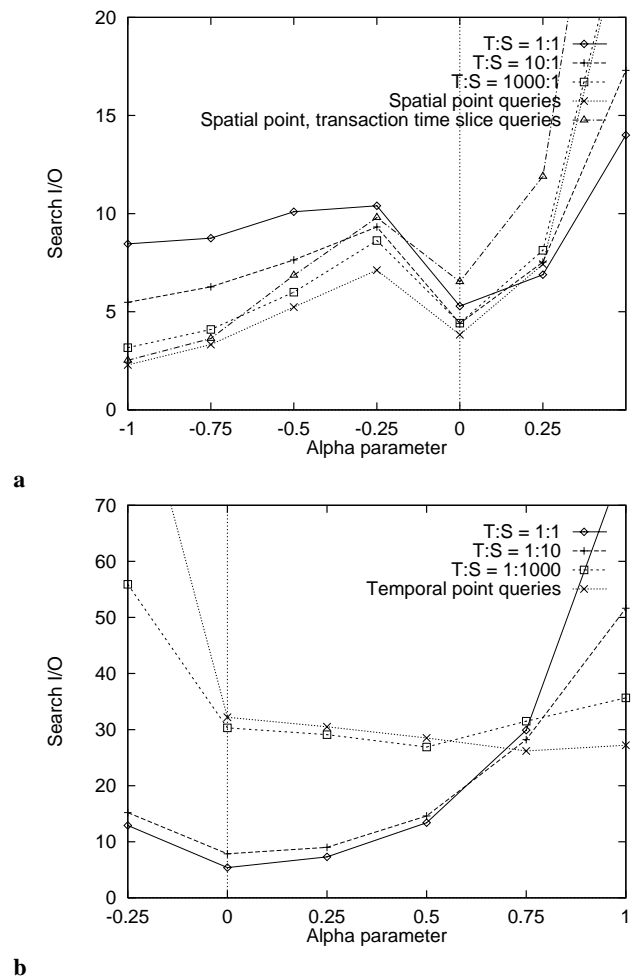 20
15
10
5
0
Search I/O
T:S = 1:1
T:S = 10:1
T:S = 1000:1
Spatial point queries
Spatial point, transaction time slice queries
-1 -0.75 -0.5 -0.25 0 0.25
Alpha parameter
a
70
60
50
40
30
20
10
0
Search I/O
T:S = 1:1
T:S = 1:10
T:S = 1:1000
Temporal point queries
-0.25 0 0.25 0.5 0.75 1
Alpha parameter
b